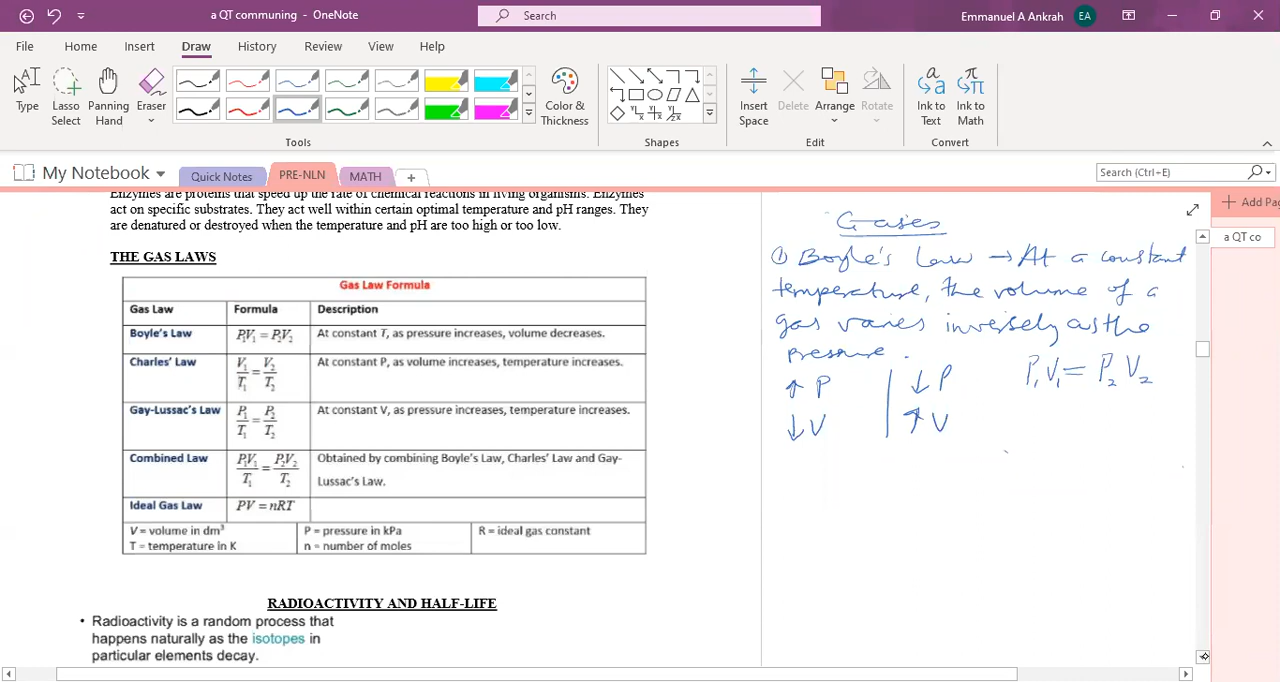 a QT communing - OneNote
Search
Emmanuel A Ankrah
EA
File Home Insert Draw History Review View Help
Type
Lasso Select
Panning Hand
Eraser
Color & Thickness
Insert Space
Delete
Arrange
Rotate
Ink to Text
Ink to Math
Tools
Shapes
Edit
Convert
My Notebook
Quick Notes
PRE-NLN
MATH
Search (Ctrl+E)
Add Pag
a QT co
Enzymes are proteins that speed up the rate of chemical reactions in living organisms. Enzymes
act on specific substrates. They act well within certain optimal temperature and pH ranges. They
are denatured or destroyed when the temperature and pH are too high or too low.
THE GAS LAWS
Gas Law Formula
Gas Law Formula Description
Boyle's Law P₁V₁ = P₂V₂ At constant T, as pressure increases, volume decreases.
Charles' Law V₁/T₁ = V₂/T₂ At constant P, as volume increases, temperature increases.
Gay-Lussac's Law P₁/T₁ = P₂/T₂ At constant V, as pressure increases, temperature increases.
Combined Law P₁V₁/T₁ = P₂V₂/T₂ Obtained by combining Boyle's Law, Charles' Law and Gay-
Lussac's Law.
Ideal Gas Law PV = nRT
V = volume in dm³ P = pressure in kPa R = ideal gas constant
T = temperature in K n = number of moles
RADIOACTIVITY AND HALF-LIFE
• Radioactivity is a random process that
happens naturally as the isotopes in
particular elements decay.
Gases
① Boyle's Law → At a constant
temperature, the volume of a
gas varies inversely as the
pressure.
↑ P | ↓ P P₁V₁ = P₂V₂
↓ V | ↑ V